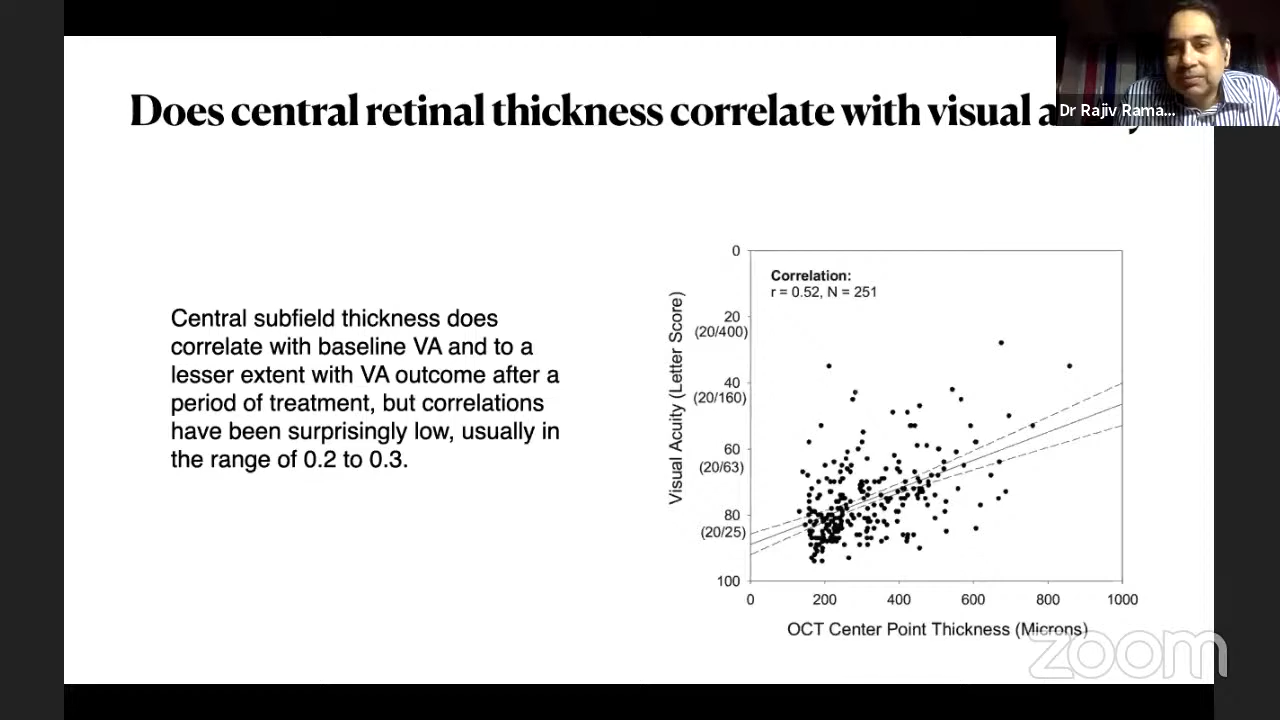 Does central retinal thickness correlate with visual
Dr Rajiv Rama...
Central subfield thickness does
correlate with baseline VA and to a
lesser extent with VA outcome after a
period of treatment, but correlations
have been surprisingly low, usually in
the range of 0.2 to 0.3.
Correlation:
r = 0.52, N = 251
Visual Acuity (Letter Score)
0
20
(20/400)
40
(20/160)
60
(20/63)
80
(20/25)
100
0 200 400 600 800 1000
OCT Center Point Thickness (Microns)
zoom